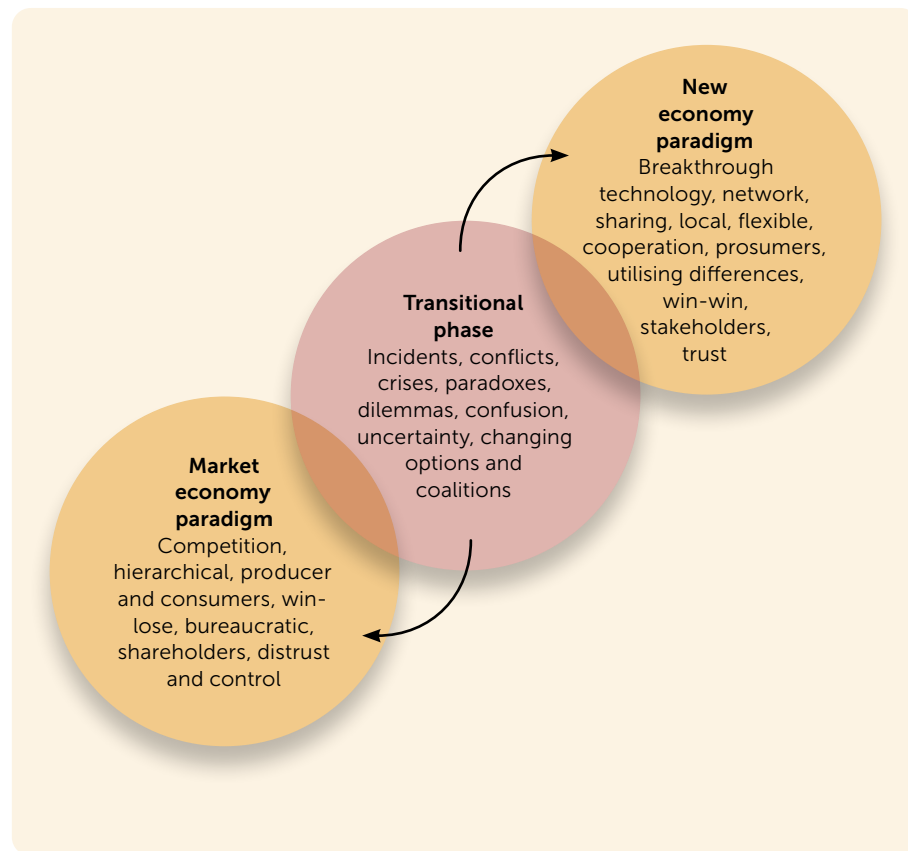 New
economy
paradigm
Breakthrough
technology, network,
sharing, local, flexible,
cooperation, prosumers,
utilising differences,
win-win,
stakeholders,
trust
Transitional
phase
Incidents, conflicts,
crises, paradoxes,
dilemmas, confusion,
uncertainty, changing
options and
coalitions
Market
economy
paradigm
Competition,
hierarchical, producer
and consumers, win-
lose, bureaucratic,
shareholders, distrust
and control